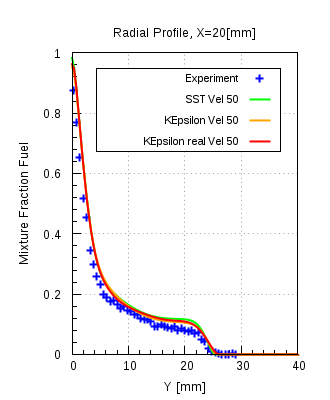 Radial Profile, X=20[mm]
Experiment
SST Vel 50
KEpsilon Vel 50
KEpsilon real Vel 50
Mixture Fraction Fuel
1
0.8
0.6
0.4
0.2
0
0 10 20 30 40
Y [mm]